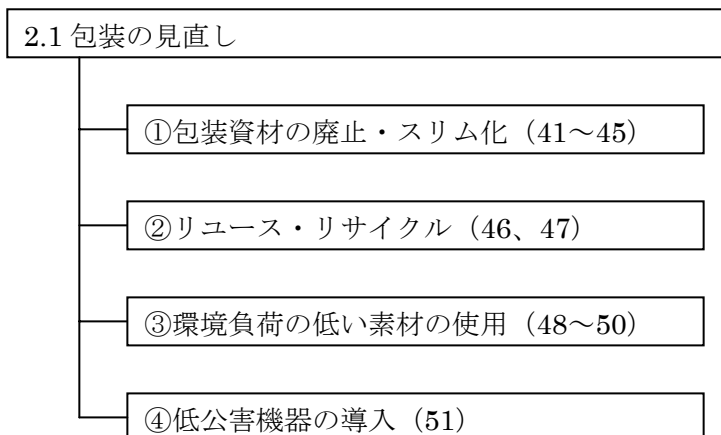 2.1 包装の見直し
①包装資材の廃止・スリム化（41～45）
②リユース・リサイクル（46、47）
③環境負荷の低い素材の使用（48～50）
④低公害機器の導入（51）